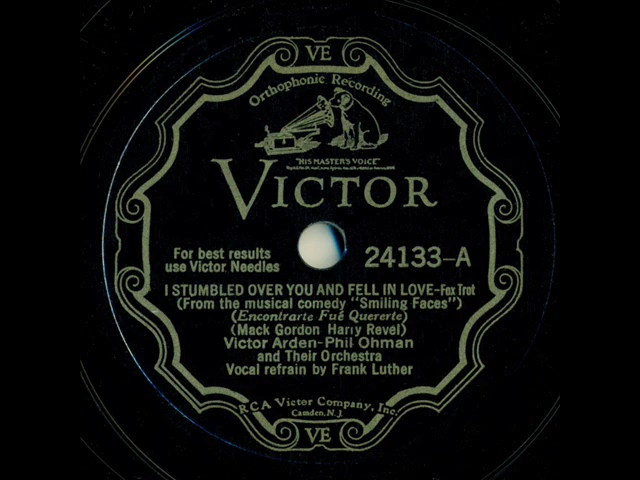 VE
Orthophonic Recording
"HIS MASTER'S VOICE"
VICTOR
For best results
use Victor Needles
24133-A
I STUMBLED OVER YOU AND FELL IN LOVE-Fox Trot
(From the musical comedy "Smiling Faces")
(Encontrarte Fué Quererte)
(Mack Gordon Harry Revel)
Victor Arden-Phil Ohman
and Their Orchestra
Vocal refrain by Frank Luther
RCA Victor Company, Inc.
Camden, N.J.
VE